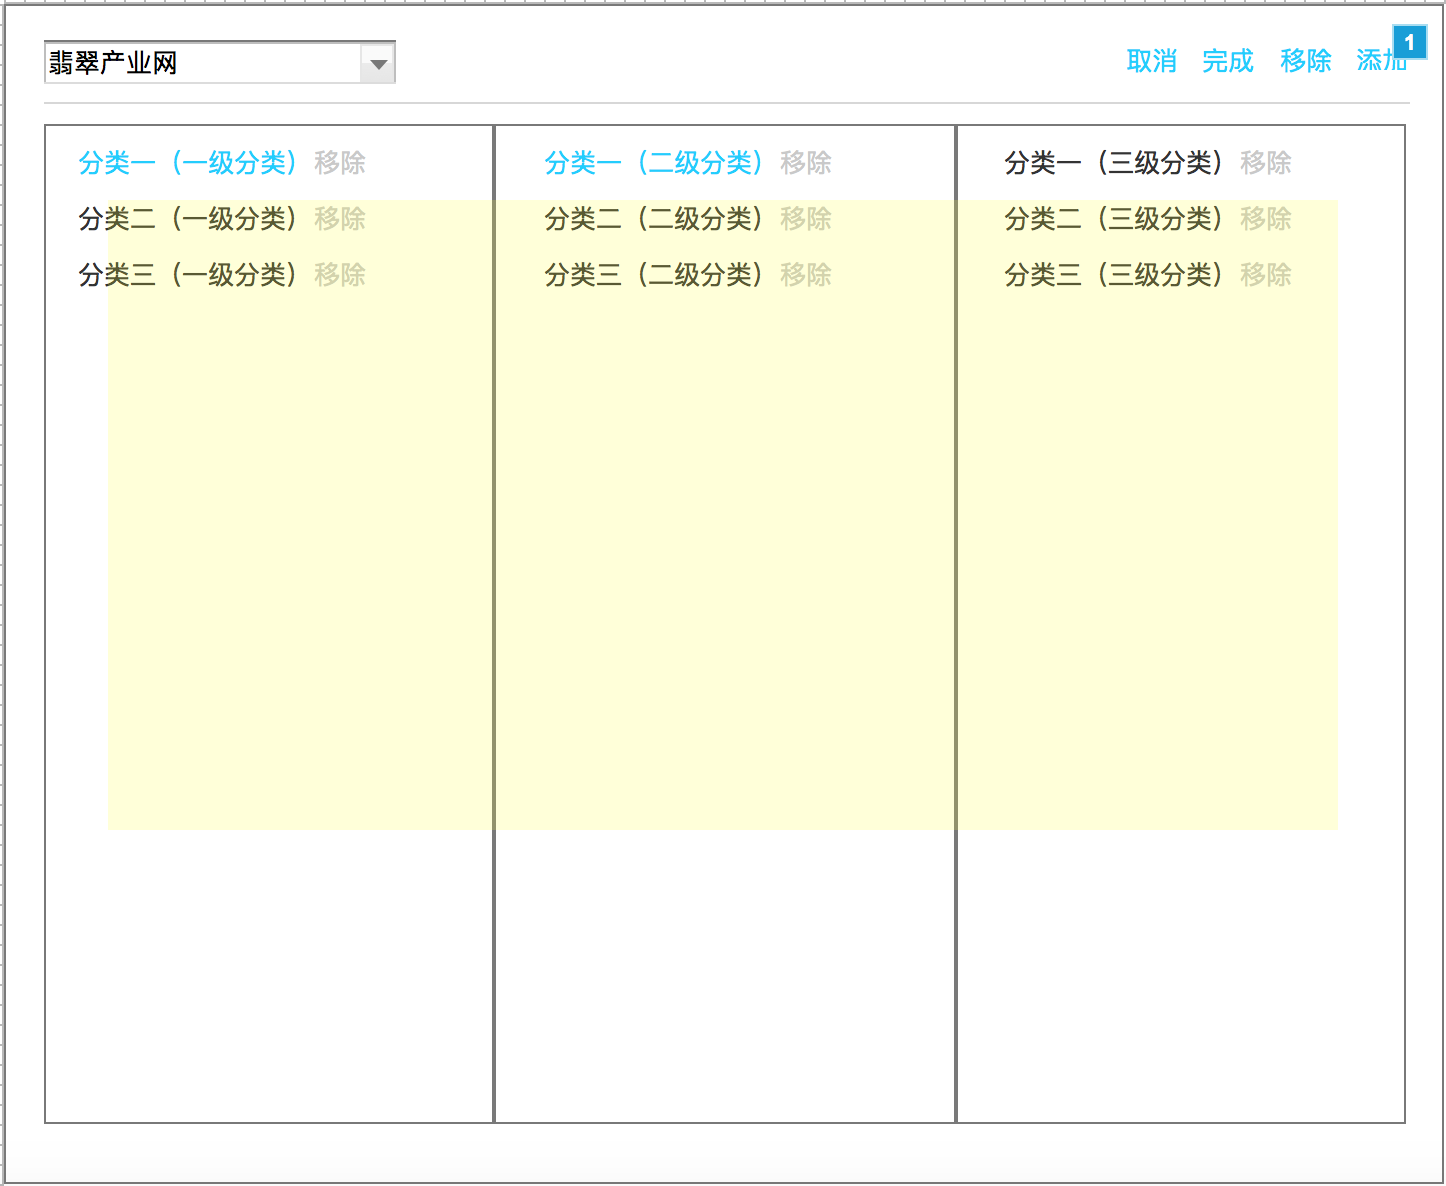 翡翠产业网
取消 完成 移除 添加 1
分类一（一级分类） 移除 分类一（二级分类） 移除 分类一（三级分类） 移除
分类二（一级分类） 移除 分类二（二级分类） 移除 分类二（三级分类） 移除
分类三（一级分类） 移除 分类三（二级分类） 移除 分类三（三级分类） 移除